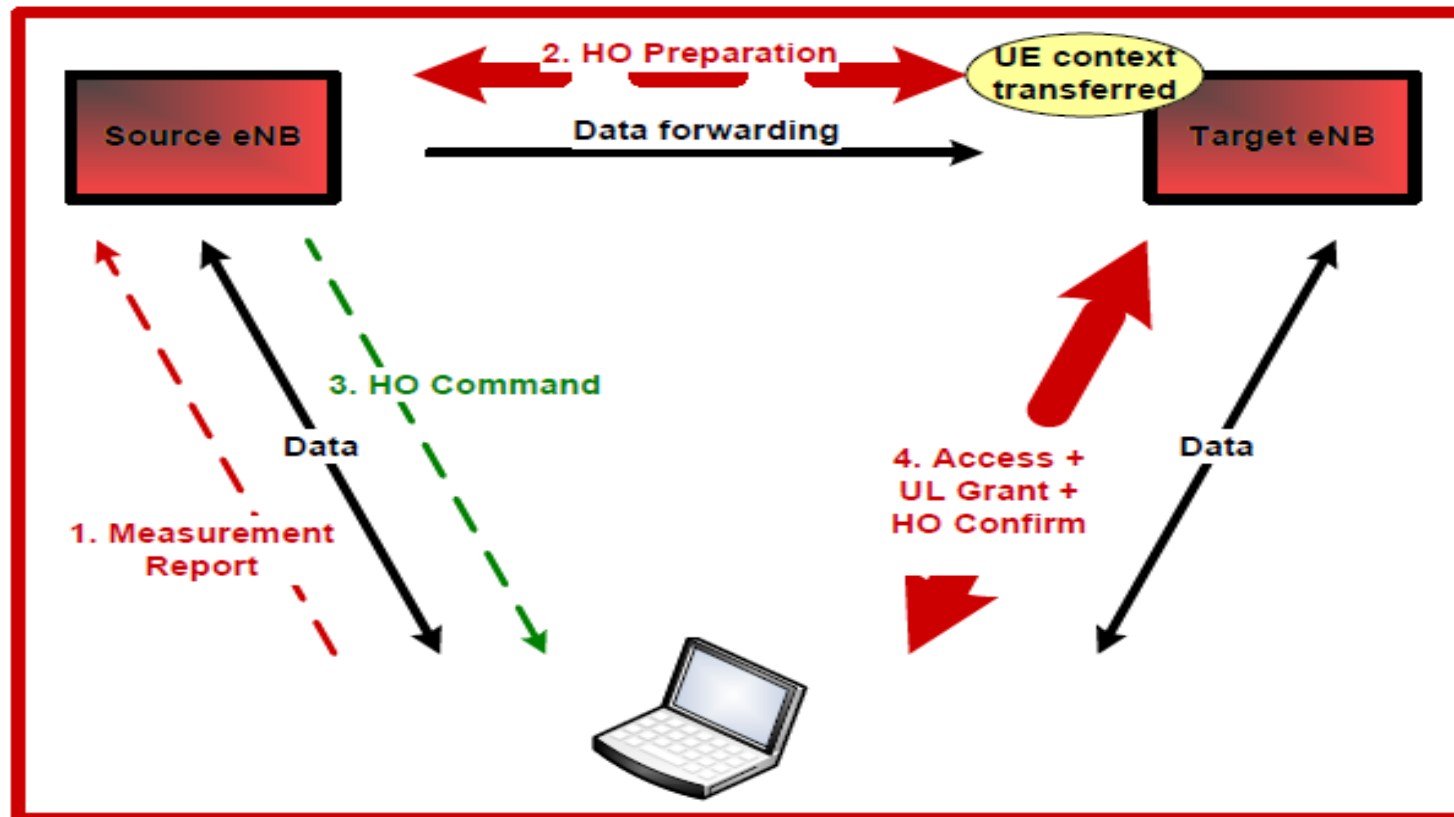 2. HO Preparation
UE context
transferred
Source eNB
Data forwarding
Target eNB
3. HO Command
Data
Data
4. Access +
UL Grant +
HO Confirm
1. Measurement
Report